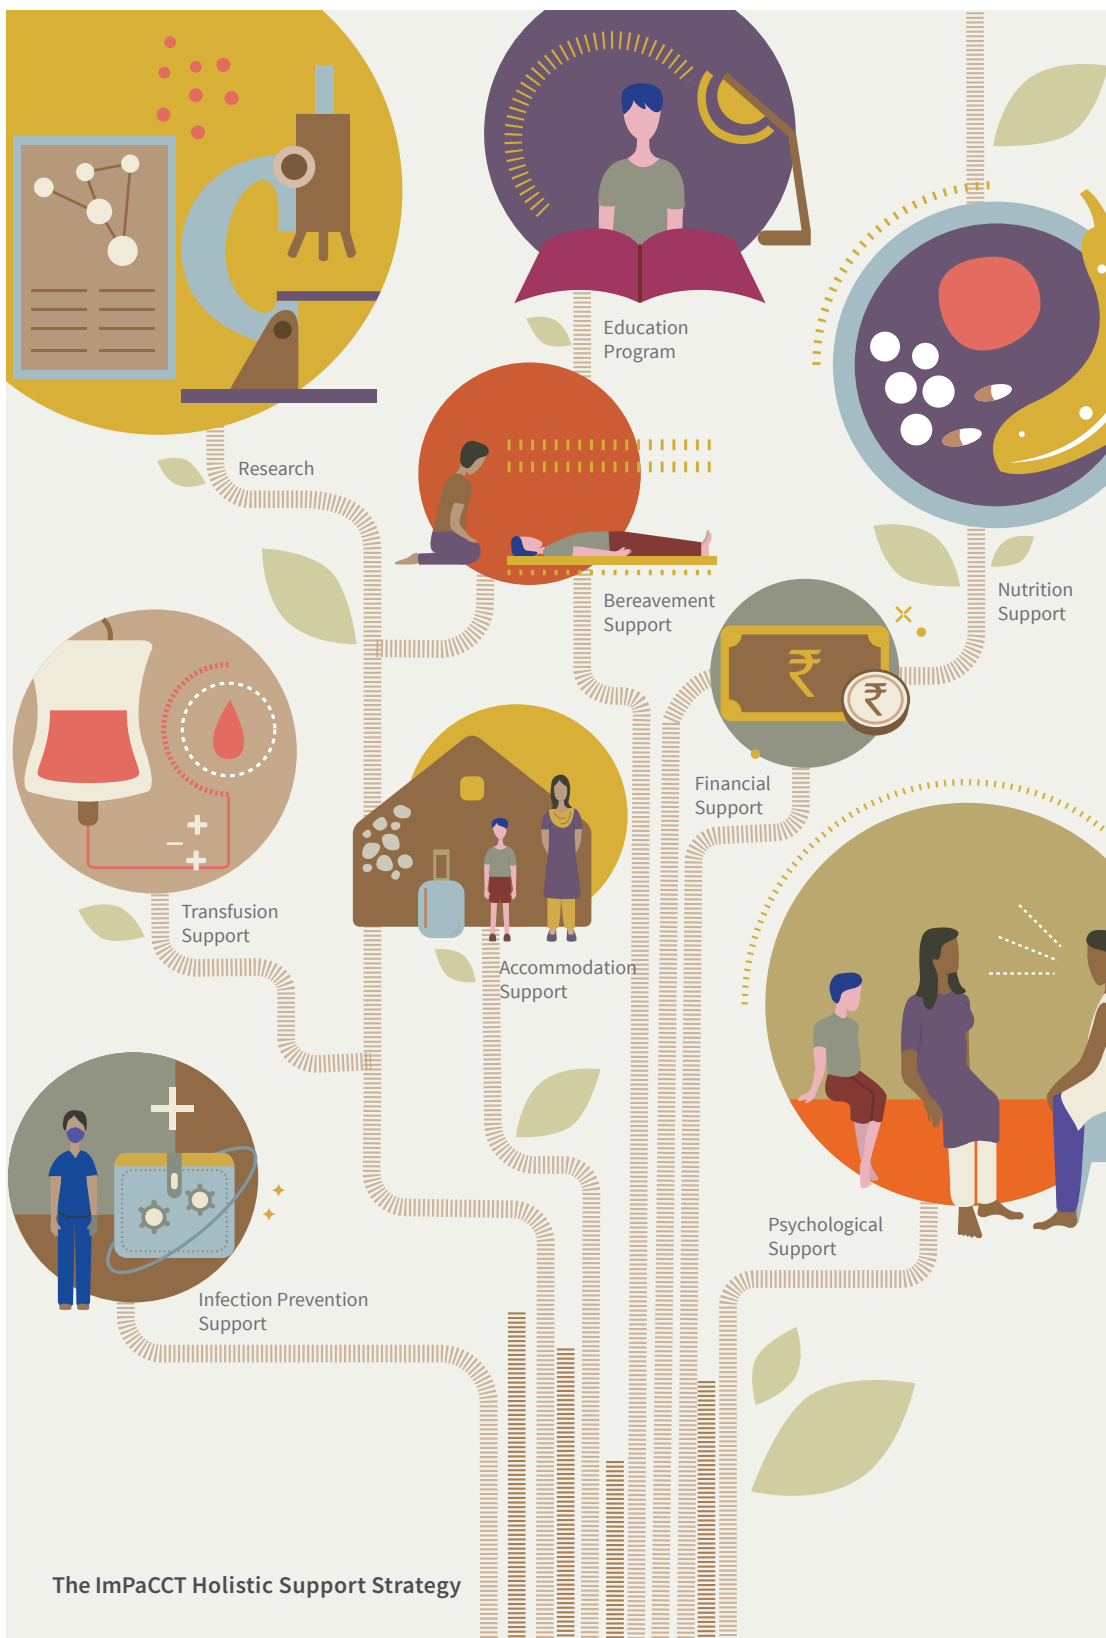 Education
Program
Research
Bereavement
Support
Nutrition
Support
₹
₹
Financial
Support
Transfusion
Support
Accommodation
Support
Psychological
Support
Infection Prevention
Support
The ImPaCCT Holistic Support Strategy